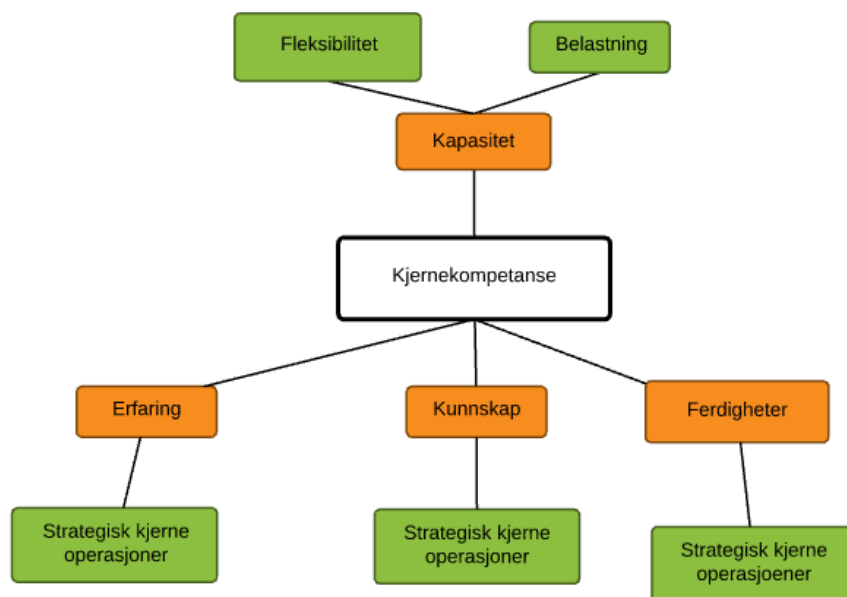 Fleksibilitet
Belastning
Kapasitet
Kjernekompetanse
Erfaring
Kunnskap
Ferdigheter
Strategisk kjerne
operasjoner
Strategisk kjerne
operasjoner
Strategisk kjerne
operasjoener